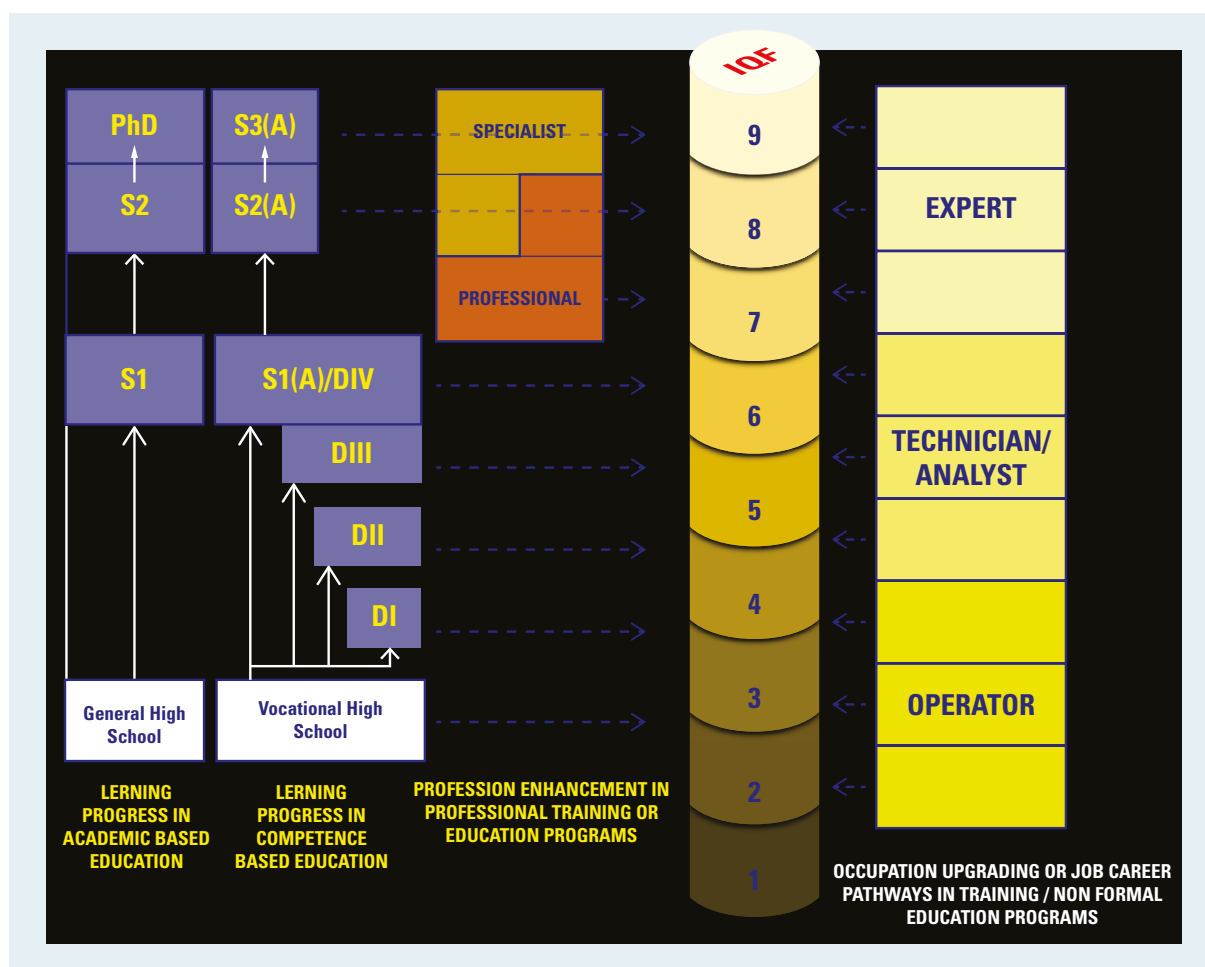 IQF
PhD
S3(A)
SPECIALIST
9
S2
S2(A)
8
EXPERT
PROFESSIONAL
7
S1
S1(A)/DIV
6
DIII
TECHNICIAN/
ANALYST
5
DII
4
DI
3
General High
School
Vocational High
School
OPERATOR
2
LERNING
PROGRESS IN
ACADEMIC BASED
EDUCATION
LERNING
PROGRESS IN
COMPETENCE
BASED EDUCATION
PROFESSION ENHANCEMENT IN
PROFESSIONAL TRAINING OR
EDUCATION PROGRAMS
1
OCCUPATION UPGRADING OR JOB CAREER
PATHWAYS IN TRAINING / NON FORMAL
EDUCATION PROGRAMS